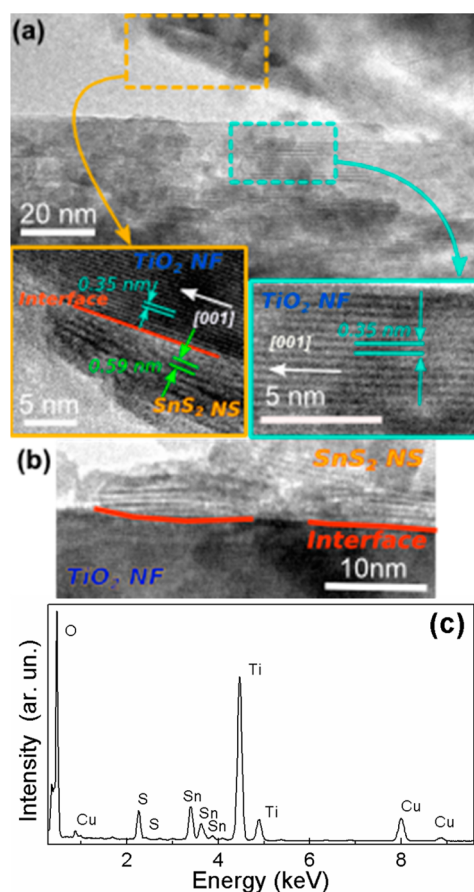 (a)
20 nm
TiO₂ NF
0.35 nm
Interface
[001]
0.59 nm
SnS₂ NS
5 nm
TiO₂ NF
0.35 nm
[001]
5 nm
(b)
SnS₂ NS
Interface
TiO₂ NF
10nm
(c)
Intensity (ar. un.)
O
Cu
S
S
Sn
Sn
Sn
Ti
Ti
Cu
Cu
2 4 6 8
Energy (keV)